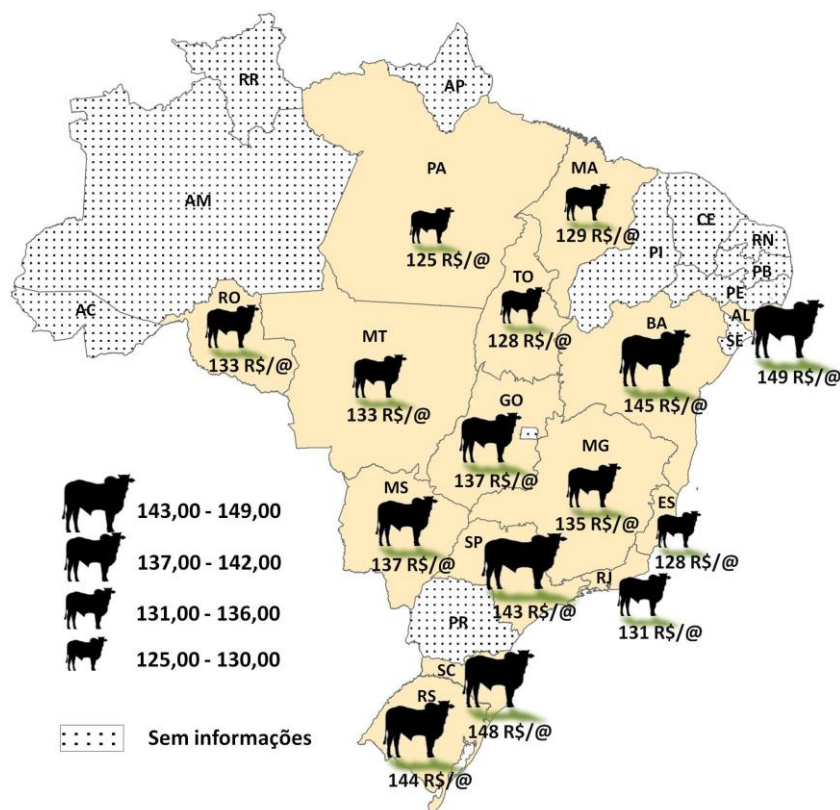 RR
AP
AM
PA
MA
125 R$/@
129 R$/@
CE
RN
PI
PB
PE
AC
RO
133 R$/@
MT
133 R$/@
TO
128 R$/@
BA
145 R$/@
AL
SE
149 R$/@
GO
137 R$/@
MG
135 R$/@
MS
137 R$/@
ES
128 R$/@
SP
143 R$/@
RJ
131 R$/@
PR
SC
148 R$/@
RS
144 R$/@
143,00 - 149,00
137,00 - 142,00
131,00 - 136,00
125,00 - 130,00
Sem informações